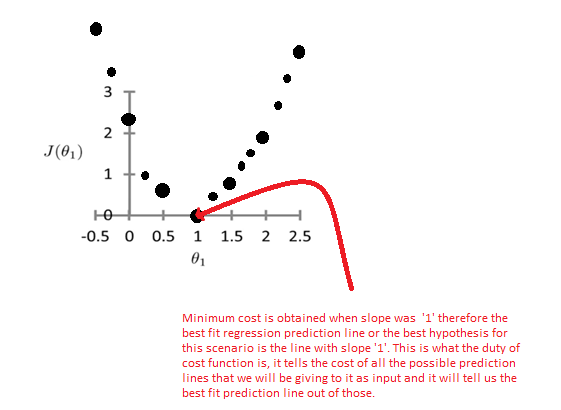 3
2
J(θ₁)
1
0
-0.5 0 0.5 1 1.5 2 2.5
θ₁
Minimum cost is obtained when slope was '1' therefore the
best fit regression prediction line or the best hypothesis for
this scenario is the line with slope '1'. This is what the duty of
cost function is, it tells the cost of all the possible prediction
lines that we will be giving to it as input and it will tell us the
best fit prediction line out of those.